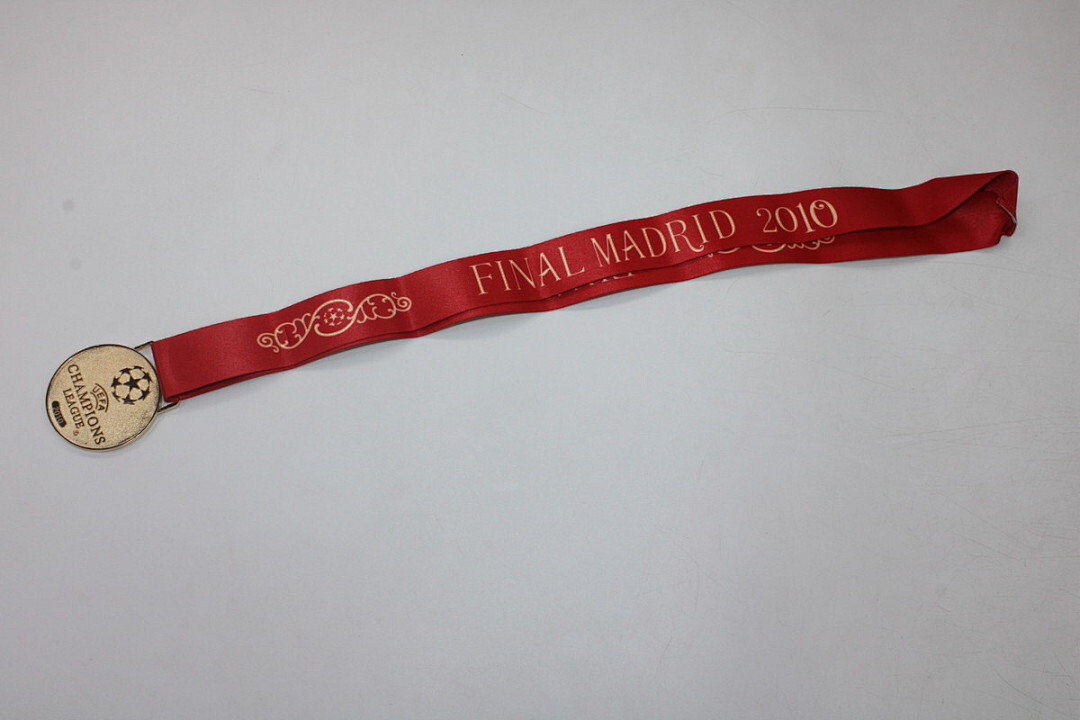 UEFA
CHAMPIONS
LEAGUE®
FINAL MADRID 2010